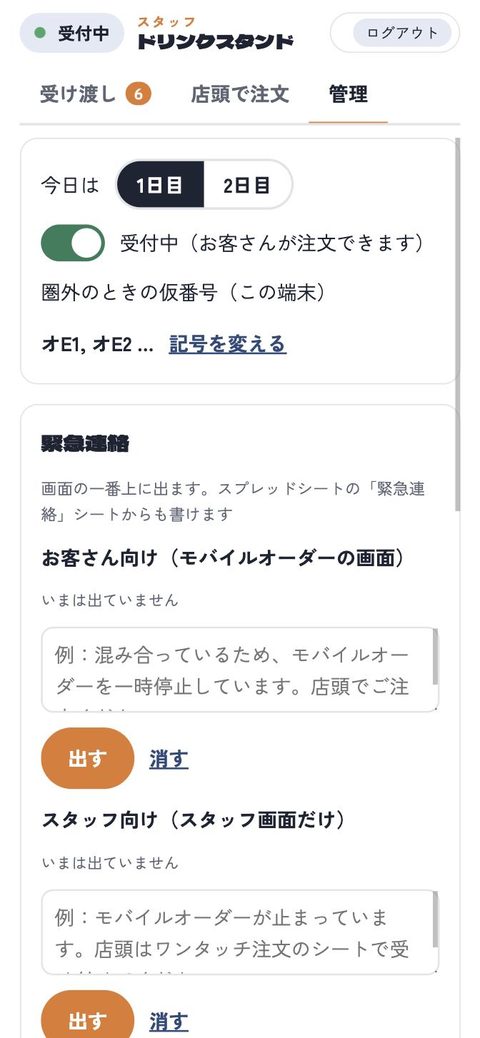 受付中
スタッフ
ドリンクスタンド
ログアウト
受け渡し 6
店頭で注文
管理
今日は
1日目
2日目
受付中（お客さんが注文できます）
圏外のときの仮番号（この端末）
オE1, オE2 … 記号を変える
緊急連絡
画面の一番上に出ます。スプレッドシートの「緊急連
絡」シートからも書けます
お客さん向け（モバイルオーダーの画面）
いまは出ていません
例：混み合っているため、モバイルオー
ダーを一時停止しています。店頭でご注
出す
消す
スタッフ向け（スタッフ画面だけ）
いまは出ていません
例：モバイルオーダーが止まっていま
す。店頭はワンタッチ注文のシートで受
出す
消す